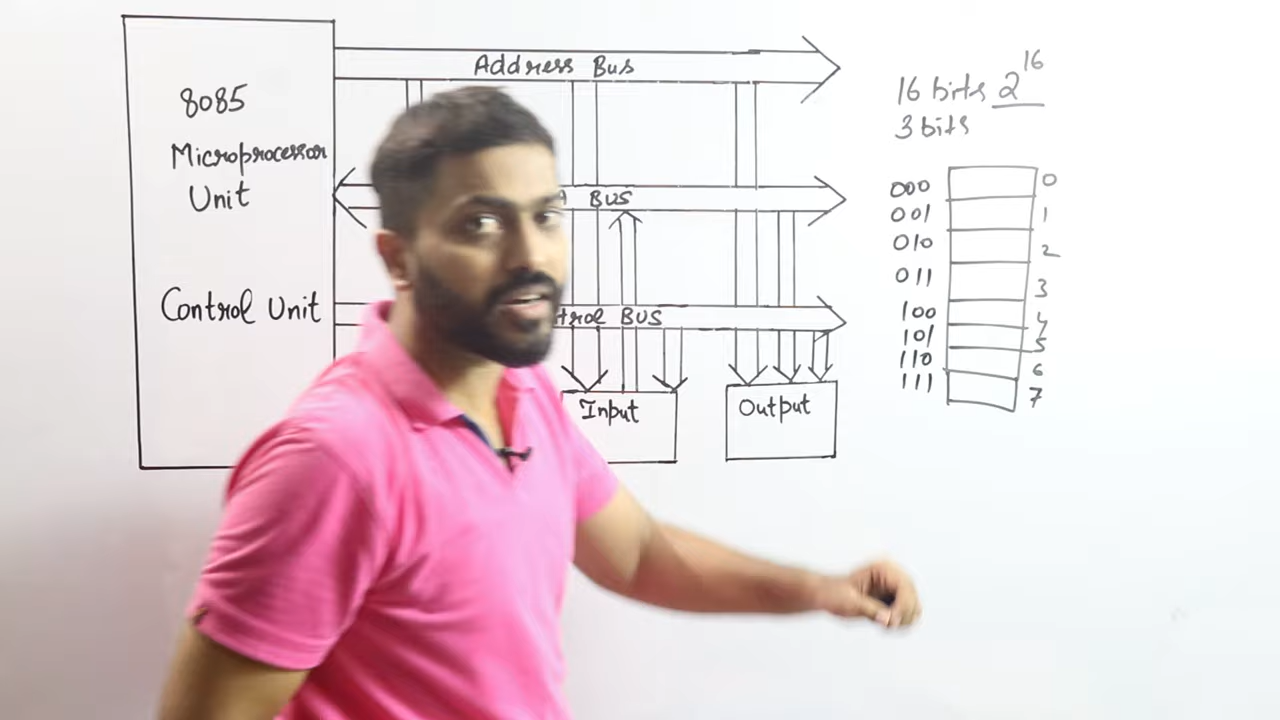 8085
Microprocessor
Unit
Control Unit
Address Bus
BUS
BUS
Input
Output
16 bits 2^16
3 bits
000 0
001 1
010 2
011 3
100 4
101 5
110 6
111 7